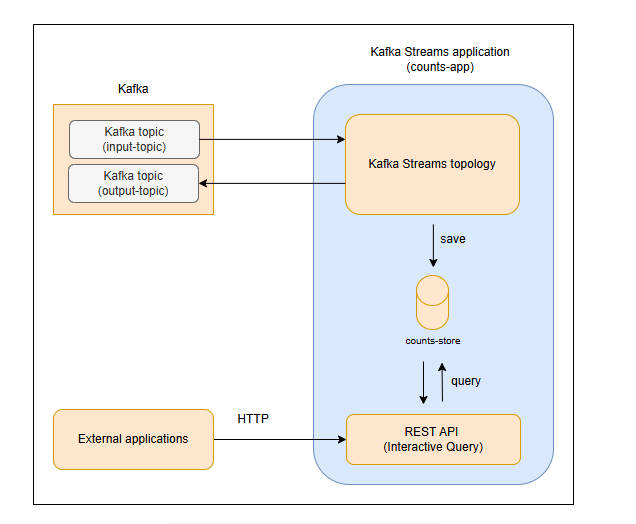 Kafka Streams application
(counts-app)
Kafka
Kafka topic
(input-topic)
Kafka topic
(output-topic)
Kafka Streams topology
save
counts-store
query
External applications
HTTP
REST API
(Interactive Query)